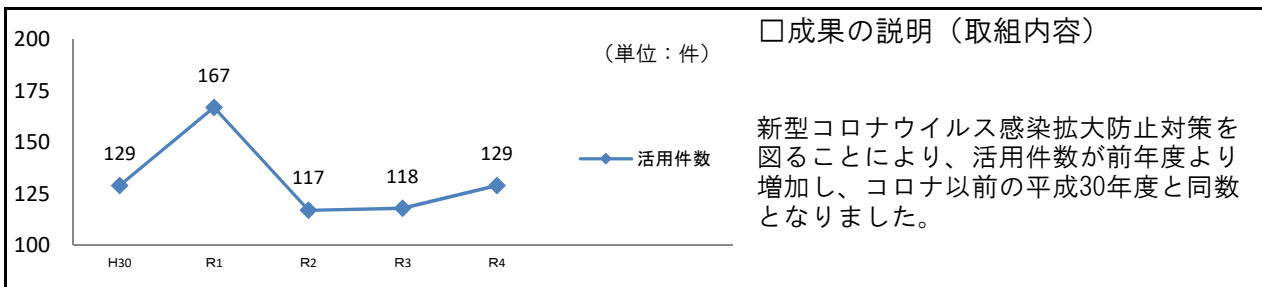 200
175
150
125
100
（単位：件）
167
129
117
118
129
活用件数
H30
R1
R2
R3
R4
□成果の説明（取組内容）
新型コロナウイルス感染拡大防止対策を
図ることにより、活用件数が前年度より
増加し、コロナ以前の平成30年度と同数
となりました。